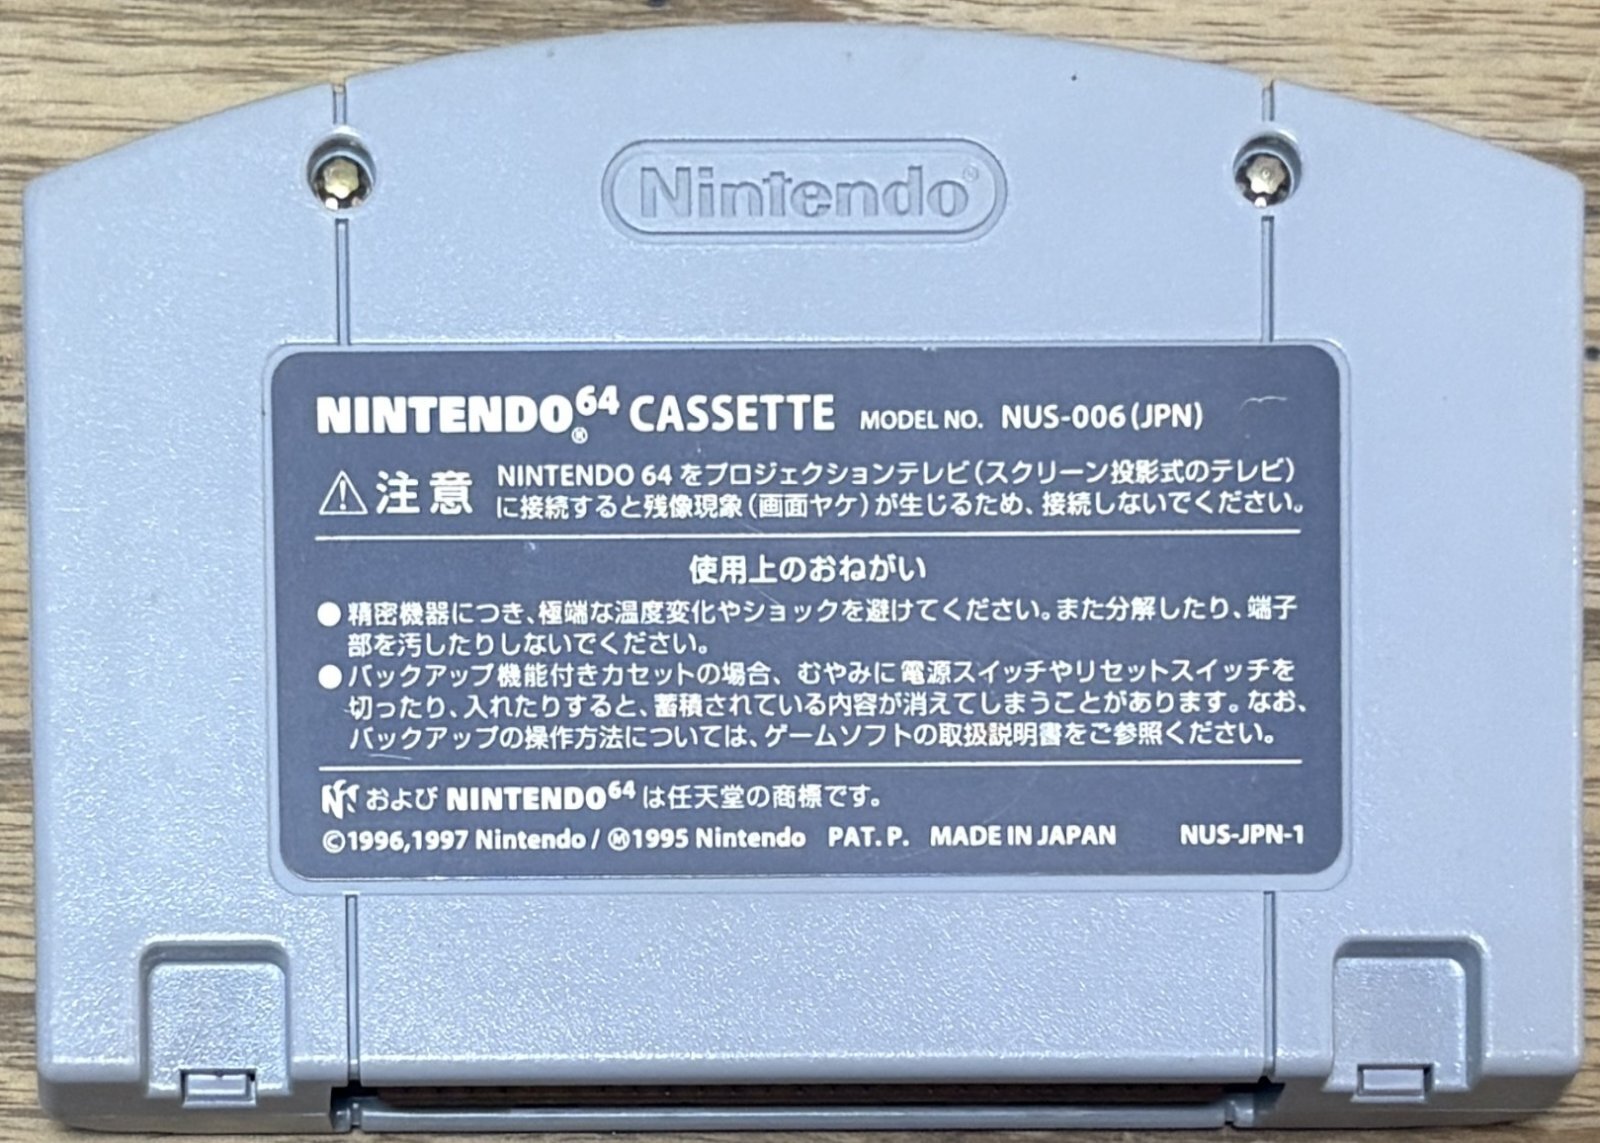 Nintendo®
NINTENDO⁶⁴® CASSETTE MODEL NO. NUS-006(JPN)
⚠注意 NINTENDO 64 をプロジェクションテレビ(スクリーン投影式のテレビ)
に接続すると残像現象(画面ヤケ)が生じるため、接続しないでください。
使用上のおねがい
●精密機器につき、極端な温度変化やショックを避けてください。また分解したり、端子
部を汚したりしないでください。
●バックアップ機能付きカセットの場合、むやみに電源スイッチやリセットスイッチを
切ったり、入れたりすると、蓄積されている内容が消えてしまうことがあります。なお、
バックアップの操作方法については、ゲームソフトの取扱説明書をご参照ください。
および NINTENDO⁶⁴ は任天堂の商標です。
©1996,1997 Nintendo / Ⓜ1995 Nintendo PAT.P. MADE IN JAPAN NUS-JPN-1